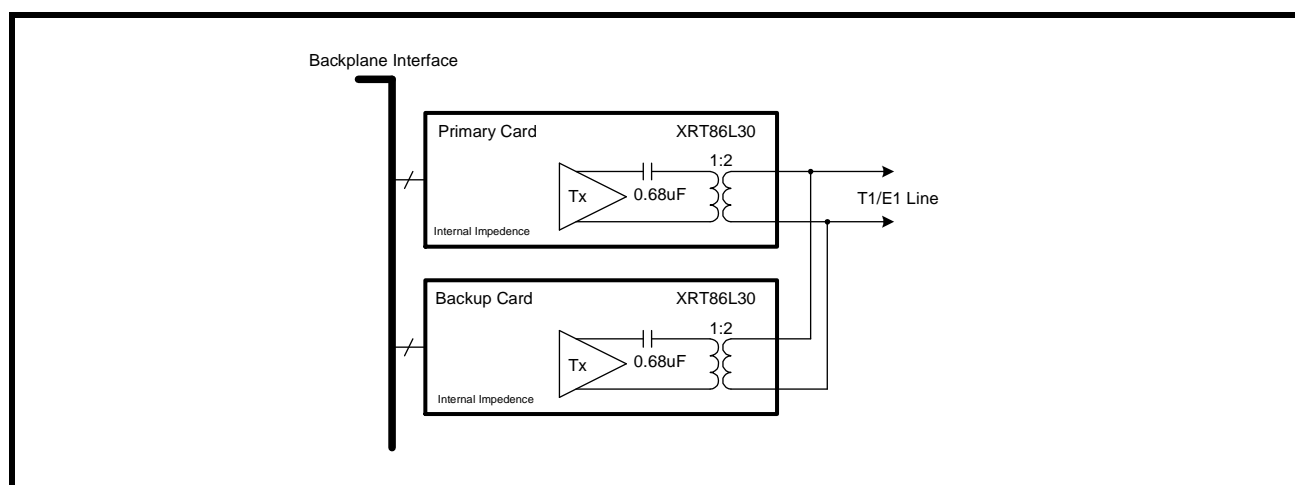 Backplane Interface
Primary Card XRT86L30
1:2
Tx 0.68uF
Internal Impedence
T1/E1 Line
Backup Card XRT86L30
1:2
Tx 0.68uF
Internal Impedence